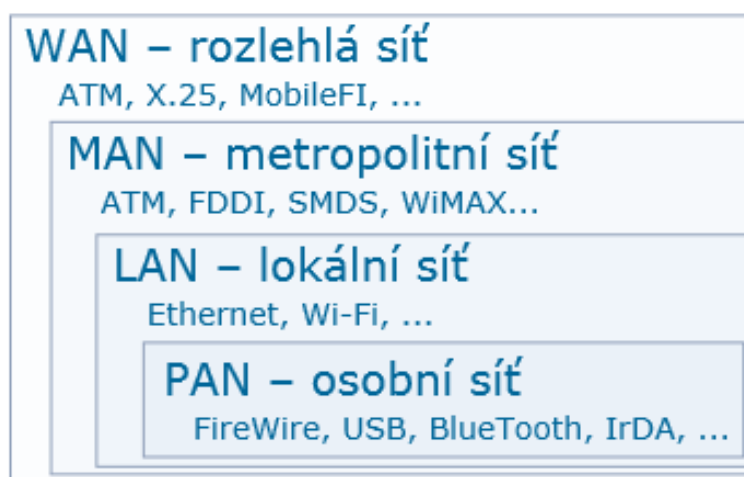 WAN – rozlehlá síť
ATM, X.25, MobileFI, ...
MAN – metropolitní síť
ATM, FDDI, SMDS, WiMAX...
LAN – lokální síť
Ethernet, Wi-Fi, ...
PAN – osobní síť
FireWire, USB, BlueTooth, IrDA, ...